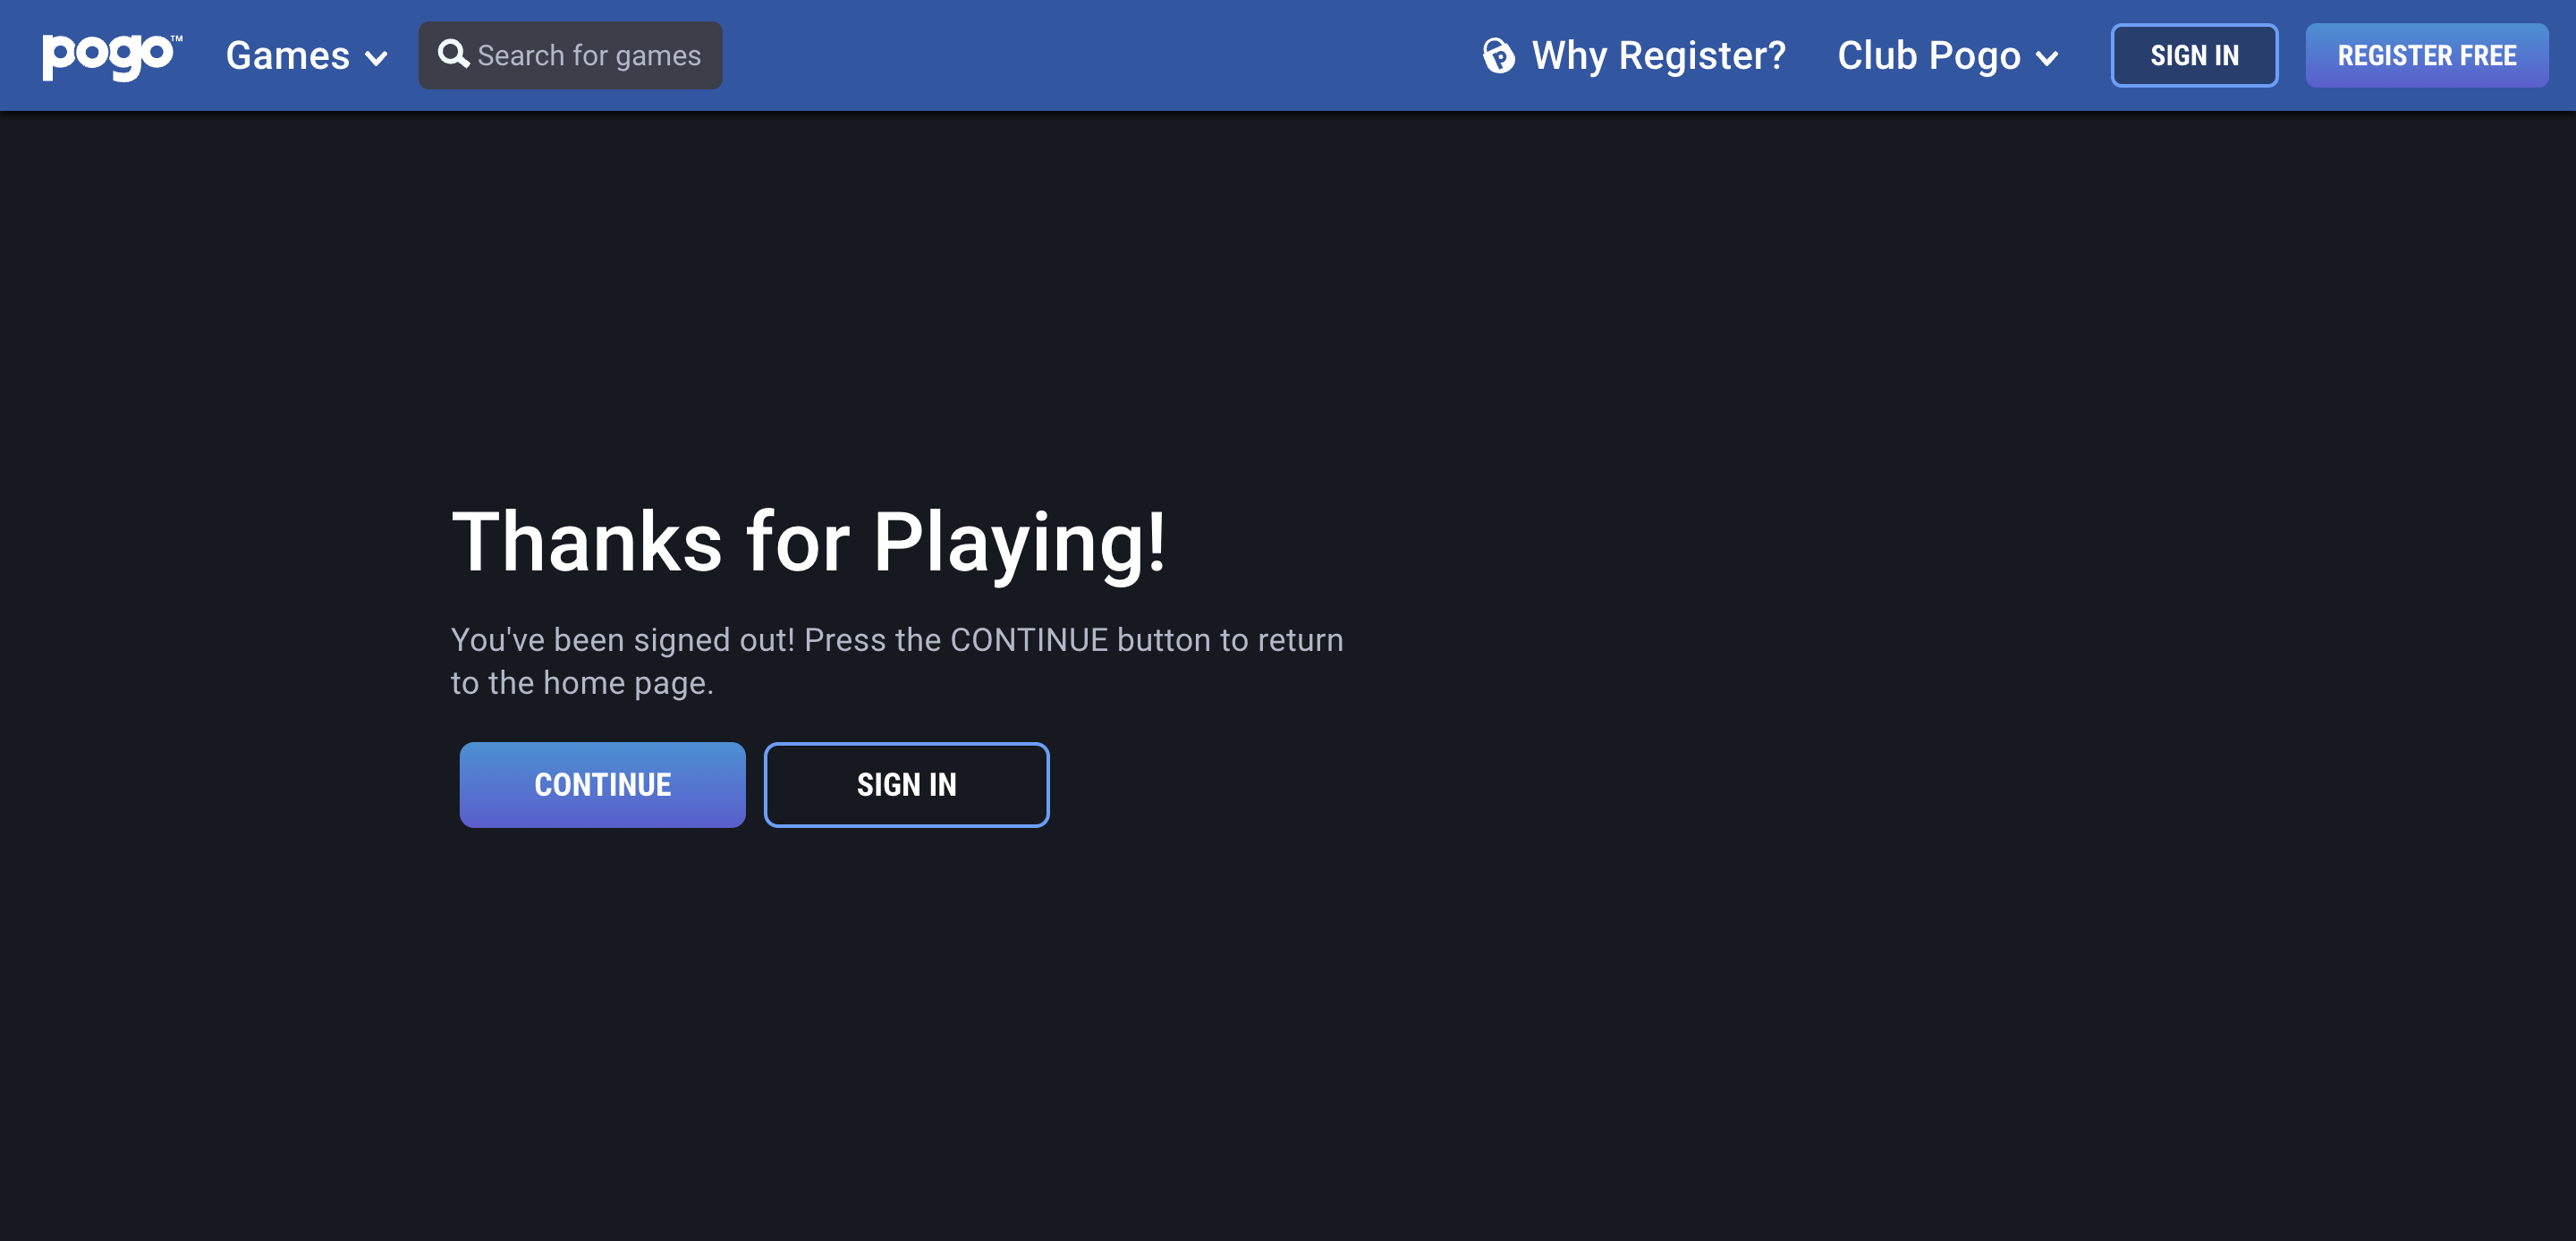 pogo™ Games Search for games Why Register? Club Pogo SIGN IN REGISTER FREE
Thanks for Playing!
You've been signed out! Press the CONTINUE button to return
to the home page.
CONTINUE SIGN IN